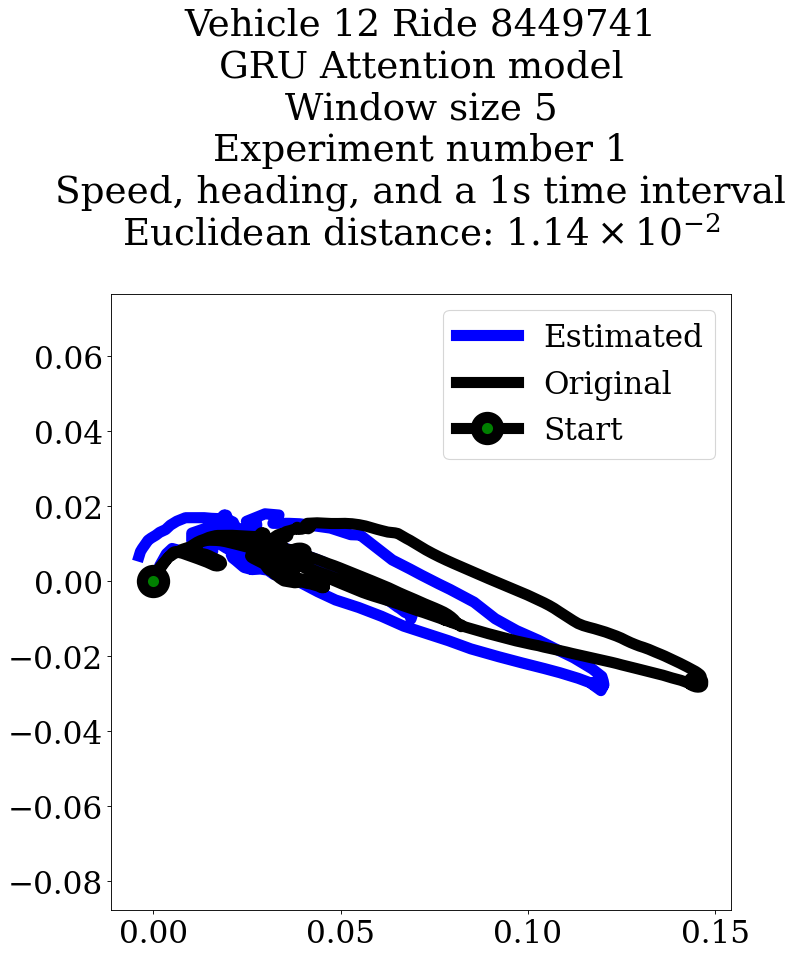 Vehicle 12 Ride 8449741
GRU Attention model
Window size 5
Experiment number 1
Speed, heading, and a 1s time interval
Euclidean distance: 1.14 × 10⁻²
Estimated
Original
Start
0.06
0.04
0.02
0.00
−0.02
−0.04
−0.06
−0.08
0.00 0.05 0.10 0.15